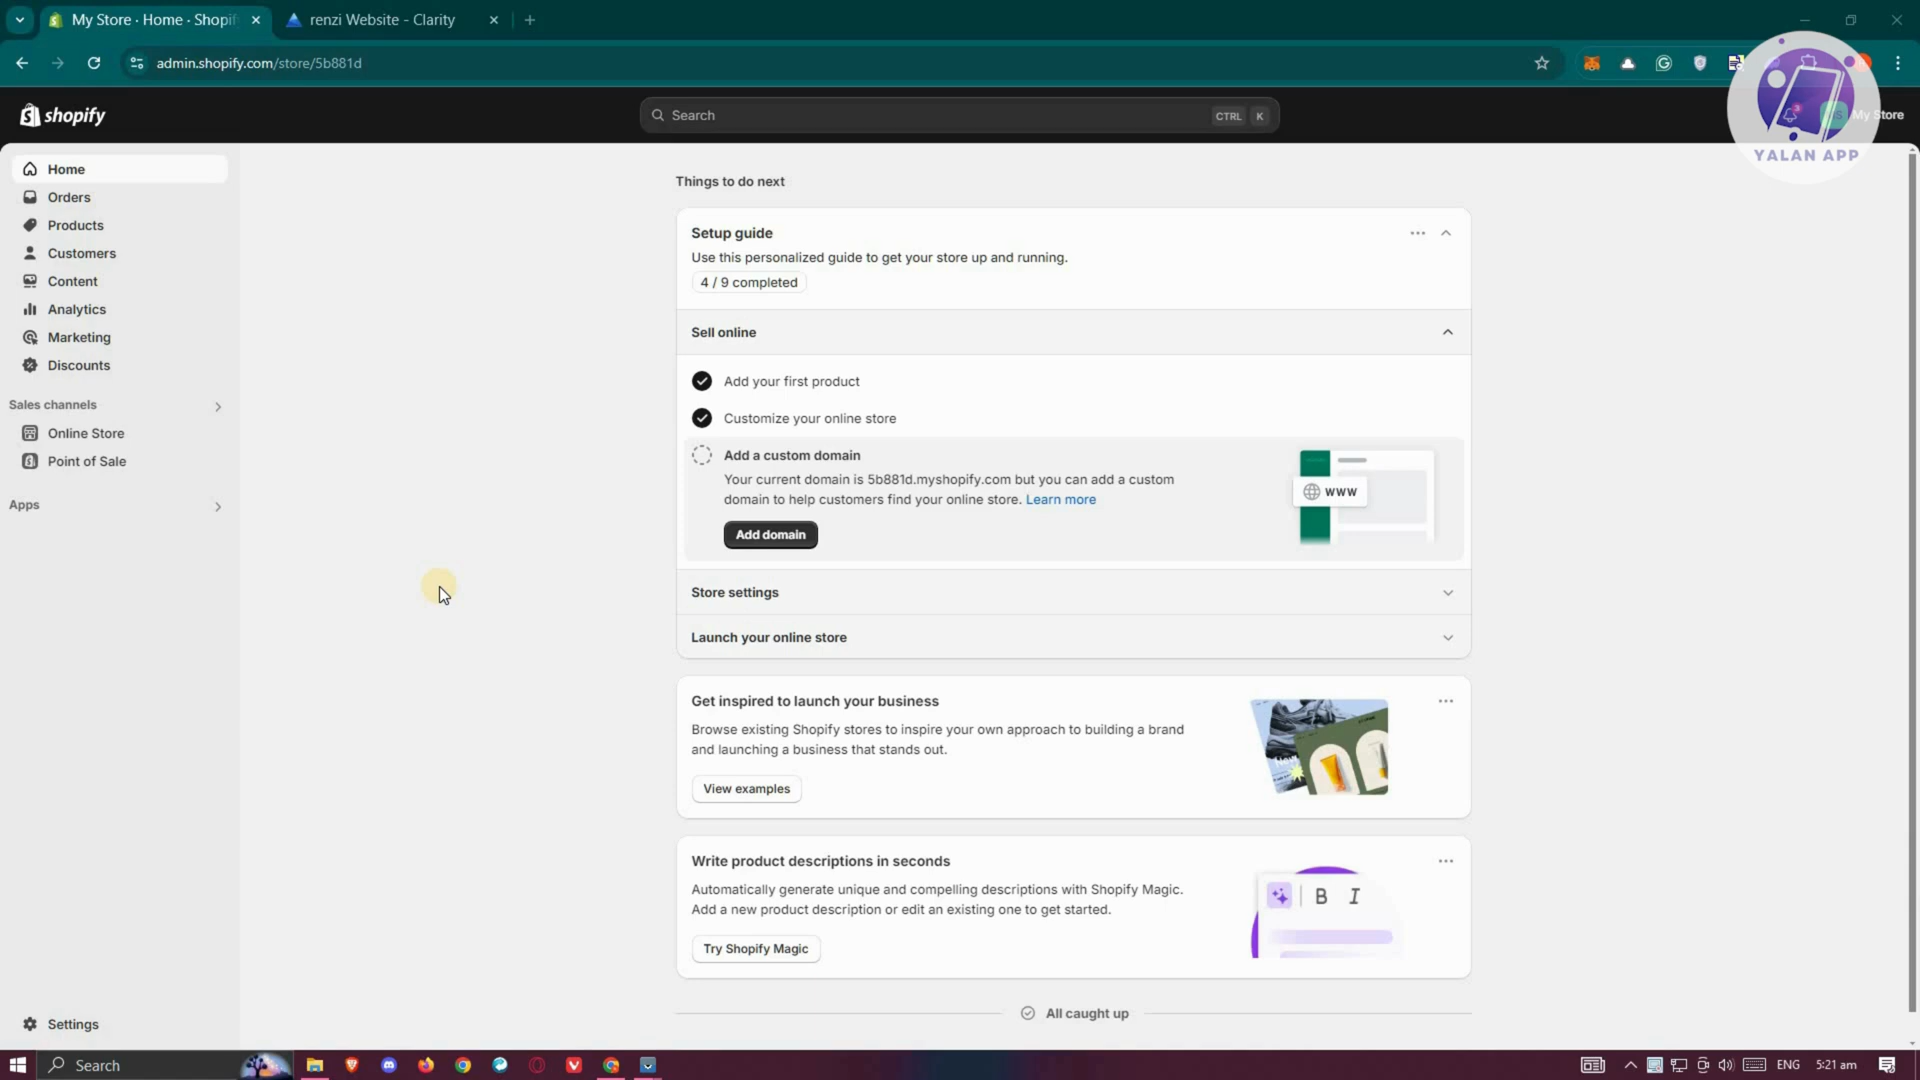 My Store · Home · Shopif
renzi Website - Clarity
admin.shopify.com/store/5b881d
shopify
Search
CTRL K
My Store
YALAN APP
Home
Orders
Products
Customers
Content
Analytics
Marketing
Discounts
Sales channels
Online Store
Point of Sale
Apps
Settings
Things to do next
Setup guide
Use this personalized guide to get your store up and running.
4 / 9 completed
Sell online
Add your first product
Customize your online store
Add a custom domain
Your current domain is 5b881d.myshopify.com but you can add a custom
domain to help customers find your online store. Learn more
Add domain
www
Store settings
Launch your online store
Get inspired to launch your business
Browse existing Shopify stores to inspire your own approach to building a brand
and launching a business that stands out.
View examples
Write product descriptions in seconds
Automatically generate unique and compelling descriptions with Shopify Magic.
Add a new product description or edit an existing one to get started.
Try Shopify Magic
B I
All caught up
Search
ENG
5:21 am